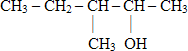 CH₃ – CH₂ – CH – CH – CH₃
CH₃ OH